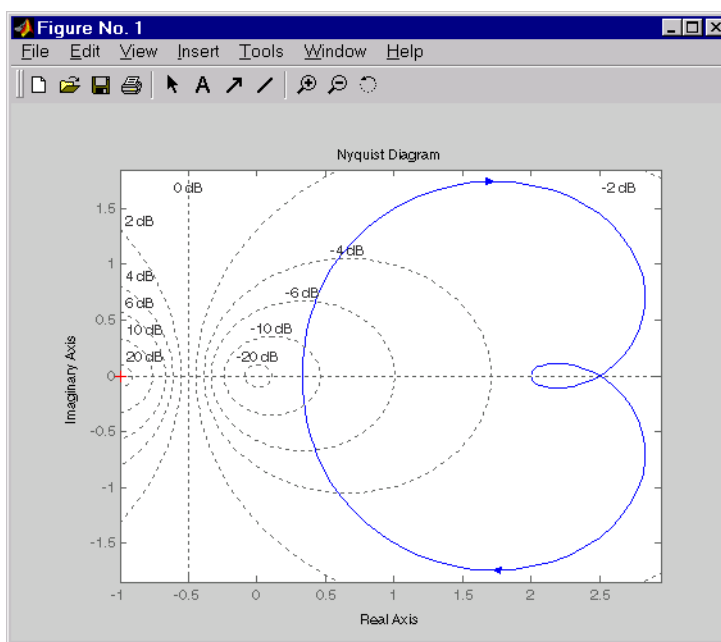 Figure No. 1
File Edit View Insert Tools Window Help
A
Nyquist Diagram
0 dB
-2 dB
2 dB
-4 dB
4 dB
-6 dB
6 dB
10 dB
-10 dB
20 dB
-20 dB
1.5
1
0.5
0
-0.5
-1
-1.5
Imaginary Axis
-1 -0.5 0 0.5 1 1.5 2 2.5
Real Axis